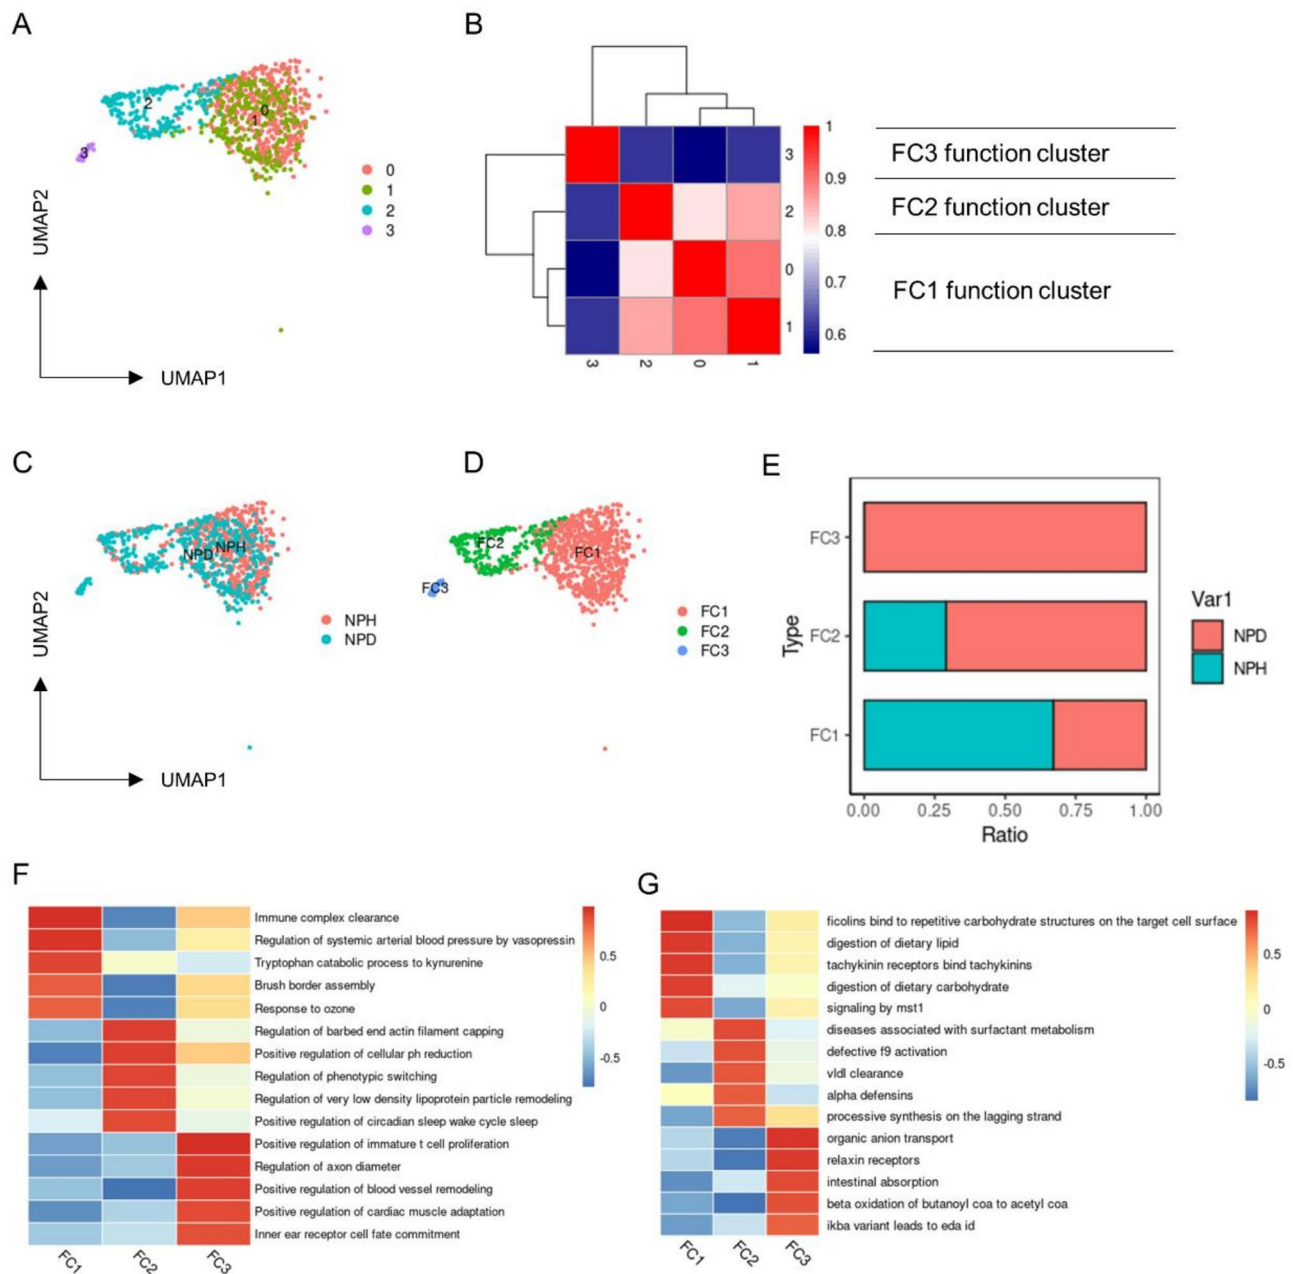 A
2
0
1
3
0
1
2
3
UMAP2
UMAP1
B
3
2
0
1
3
2
0
1
1
0.9
0.8
0.7
0.6
FC3 function cluster
FC2 function cluster
FC1 function cluster
C
NPD
NPH
NPH
NPD
UMAP2
UMAP1
D
FC2
FC1
FC3
FC1
FC2
FC3
E
Type
FC3
FC2
FC1
0.00 0.25 0.50 0.75 1.00
Ratio
Var1
NPD
NPH
F
Immune complex clearance
Regulation of systemic arterial blood pressure by vasopressin
Tryptophan catabolic process to kynurenine
Brush border assembly
Response to ozone
Regulation of barbed end actin filament capping
Positive regulation of cellular ph reduction
Regulation of phenotypic switching
Regulation of very low density lipoprotein particle remodeling
Positive regulation of circadian sleep wake cycle sleep
Positive regulation of immature t cell proliferation
Regulation of axon diameter
Positive regulation of blood vessel remodeling
Positive regulation of cardiac muscle adaptation
Inner ear receptor cell fate commitment
FC1 FC2 FC3
0.5
0
-0.5
G
ficolins bind to repetitive carbohydrate structures on the target cell surface
digestion of dietary lipid
tachykinin receptors bind tachykinins
digestion of dietary carbohydrate
signaling by mst1
diseases associated with surfactant metabolism
defective f9 activation
vldl clearance
alpha defensins
processive synthesis on the lagging strand
organic anion transport
relaxin receptors
intestinal absorption
beta oxidation of butanoyl coa to acetyl coa
ikba variant leads to eda id
FC1 FC2 FC3
0.5
0
-0.5